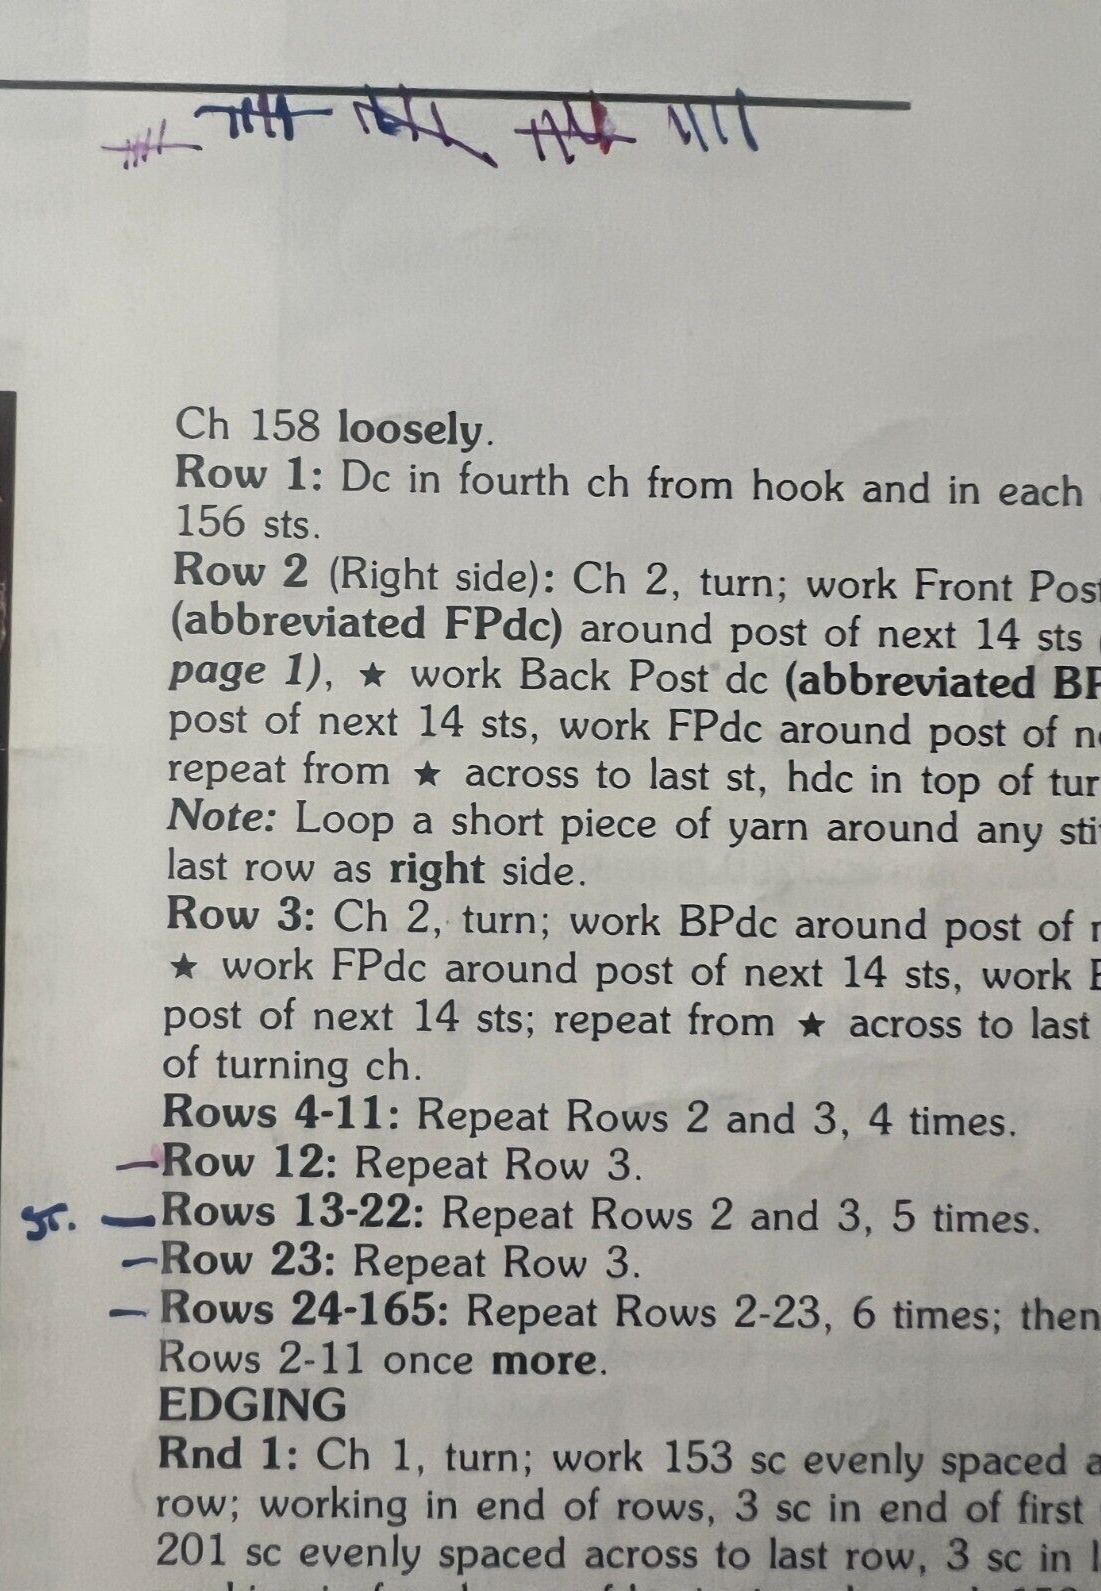 Ch 158 loosely.
Row 1: Dc in fourth ch from hook and in each
156 sts.
Row 2 (Right side): Ch 2, turn; work Front Post
(abbreviated FPdc) around post of next 14 sts
page 1), ★ work Back Post dc (abbreviated BP
post of next 14 sts, work FPdc around post of
repeat from ★ across to last st, hdc in top of
Note: Loop a short piece of yarn around any
last row as right side.
Row 3: Ch 2, turn; work BPdc around post of
★ work FPdc around post of next 14 sts, work
post of next 14 sts; repeat from ★ across to last
of turning ch.
Rows 4-11: Repeat Rows 2 and 3, 4 times.
Row 12: Repeat Row 3.
Rows 13-22: Repeat Rows 2 and 3, 5 times.
Row 23: Repeat Row 3.
Rows 24-165: Repeat Rows 2-23, 6 times; then
Rows 2-11 once more.
EDGING
Rnd 1: Ch 1, turn; work 153 sc evenly spaced
row; working in end of rows, 3 sc in end of first
201 sc evenly spaced across to last row, 3 sc in